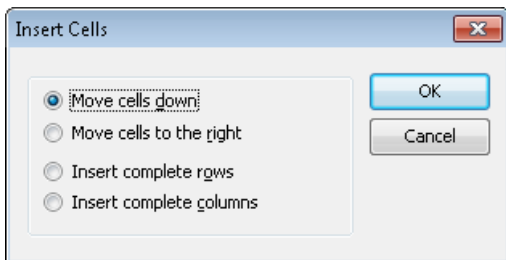 Insert Cells
Move cells down
Move cells to the right
Insert complete rows
Insert complete columns
OK
Cancel